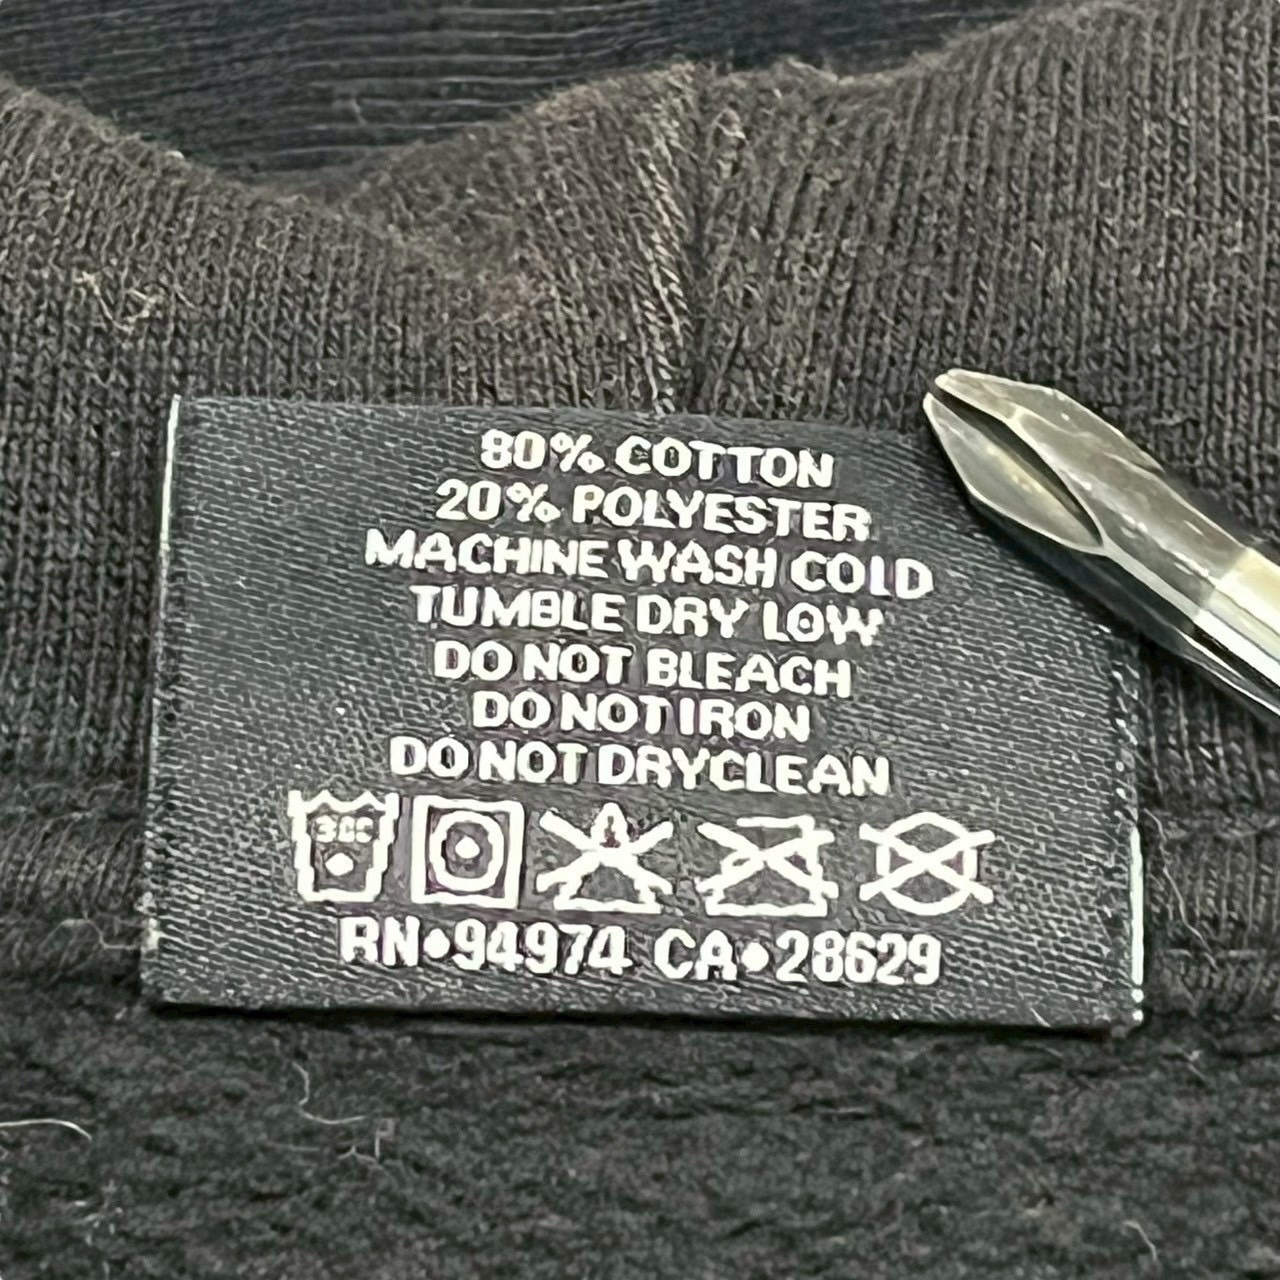 80% COTTON
20% POLYESTER
MACHINE WASH COLD
TUMBLE DRY LOW
DO NOT BLEACH
DO NOT IRON
DO NOT DRYCLEAN
30C
RN•94974 CA•28629